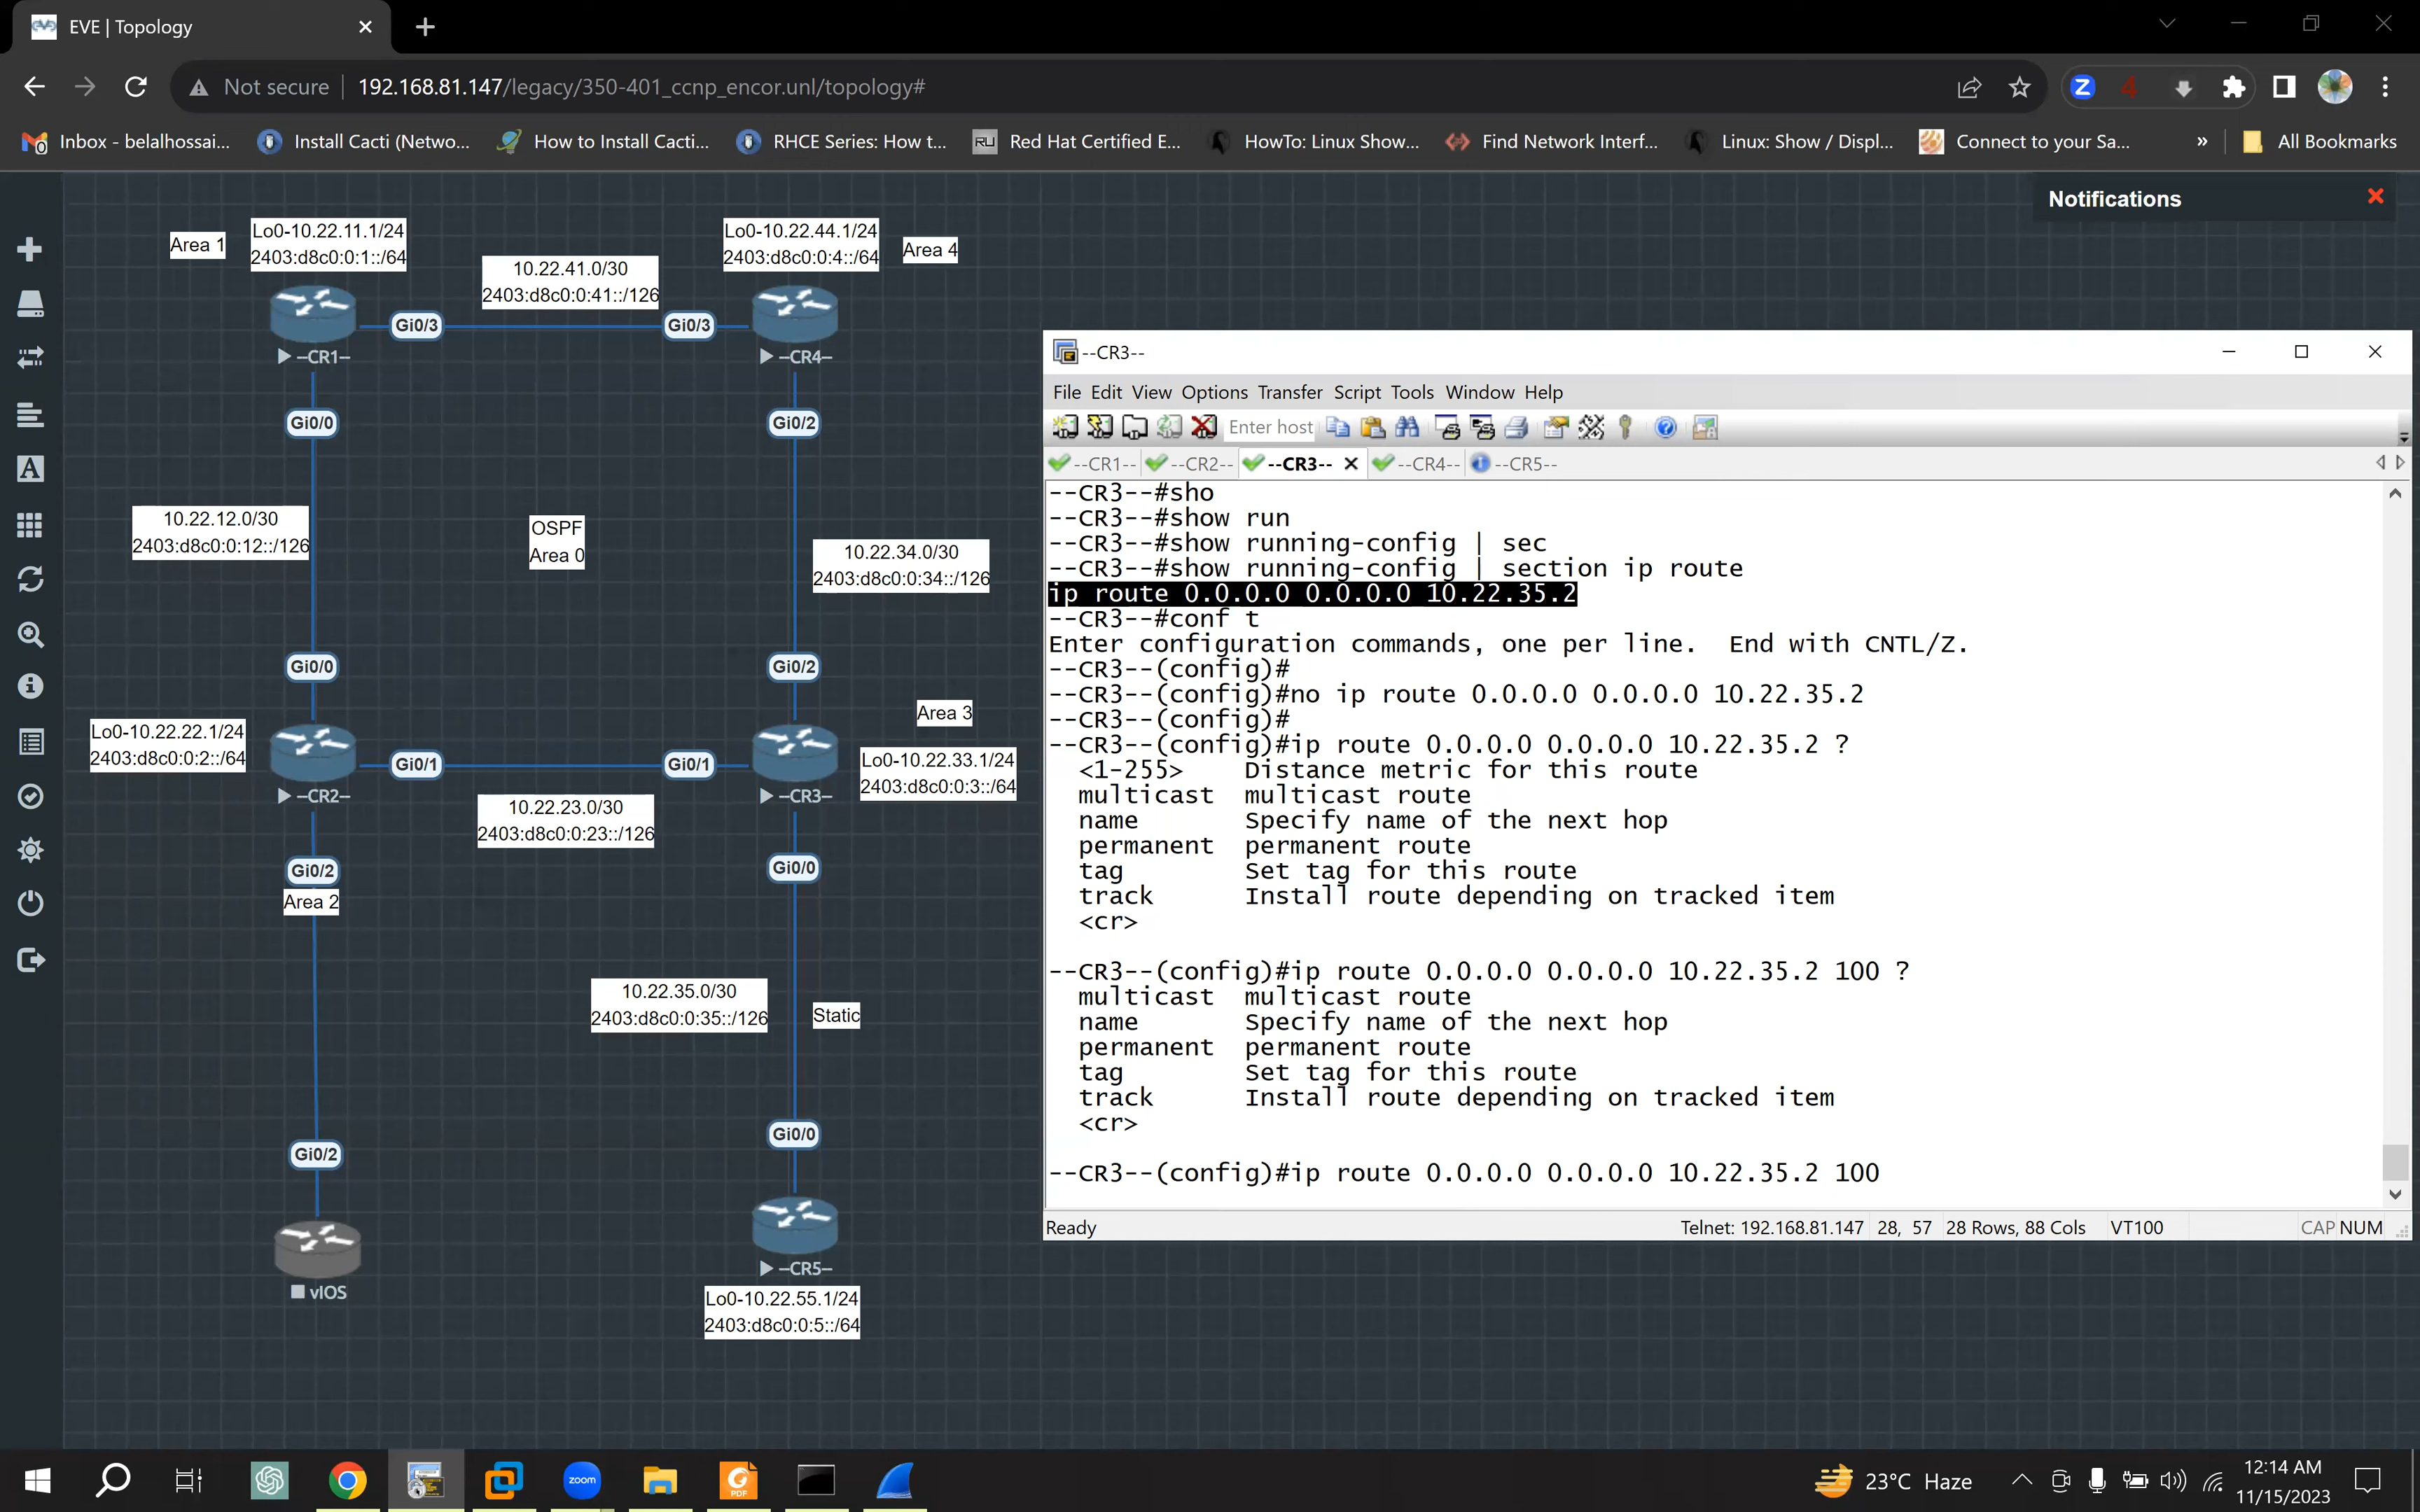 EVE | Topology
Not secure
192.168.81.147/legacy/350-401_ccnp_encor.unl/topology#
Inbox - belalhossai...
Install Cacti (Netwo...
How to Install Cacti...
RHCE Series: How t...
RU
Red Hat Certified E...
HowTo: Linux Show...
Find Network Interf...
Linux: Show / Displ...
Connect to your Sa...
»
All Bookmarks
Notifications
Area 1
Lo0-10.22.11.1/24
2403:d8c0:0:1::/64
10.22.41.0/30
2403:d8c0:0:41::/126
Lo0-10.22.44.1/24
2403:d8c0:0:4::/64
Area 4
Gi0/3
Gi0/3
--CR1--
--CR4--
Gi0/0
Gi0/2
10.22.12.0/30
2403:d8c0:0:12::/126
OSPF
Area 0
10.22.34.0/30
2403:d8c0:0:34::/126
Gi0/0
Gi0/2
Area 3
Lo0-10.22.22.1/24
2403:d8c0:0:2::/64
Gi0/1
Gi0/1
Lo0-10.22.33.1/24
2403:d8c0:0:3::/64
--CR2--
--CR3--
10.22.23.0/30
2403:d8c0:0:23::/126
Gi0/2
Area 2
Gi0/0
10.22.35.0/30
2403:d8c0:0:35::/126
Static
Gi0/2
Gi0/0
vIOS
--CR5--
Lo0-10.22.55.1/24
2403:d8c0:0:5::/64
--CR3--
File Edit View Options Transfer Script Tools Window Help
Enter host
--CR1-- --CR2-- --CR3-- --CR4-- --CR5--
--CR3--#sho
--CR3--#show run
--CR3--#show running-config | sec
--CR3--#show running-config | section ip route
ip route 0.0.0.0 0.0.0.0 10.22.35.2
--CR3--#conf t
Enter configuration commands, one per line.  End with CNTL/Z.
--CR3--(config)#
--CR3--(config)#no ip route 0.0.0.0 0.0.0.0 10.22.35.2
--CR3--(config)#
--CR3--(config)#ip route 0.0.0.0 0.0.0.0 10.22.35.2 ?
<1-255>    Distance metric for this route
multicast  multicast route
name       Specify name of the next hop
permanent  permanent route
tag        Set tag for this route
track      Install route depending on tracked item
<cr>
--CR3--(config)#ip route 0.0.0.0 0.0.0.0 10.22.35.2 100 ?
multicast  multicast route
name       Specify name of the next hop
permanent  permanent route
tag        Set tag for this route
track      Install route depending on tracked item
<cr>
--CR3--(config)#ip route 0.0.0.0 0.0.0.0 10.22.35.2 100
Ready
Telnet: 192.168.81.147 28, 57 28 Rows, 88 Cols VT100 CAP NUM
zoom
PDF
23°C Haze
12:14 AM
11/15/2023